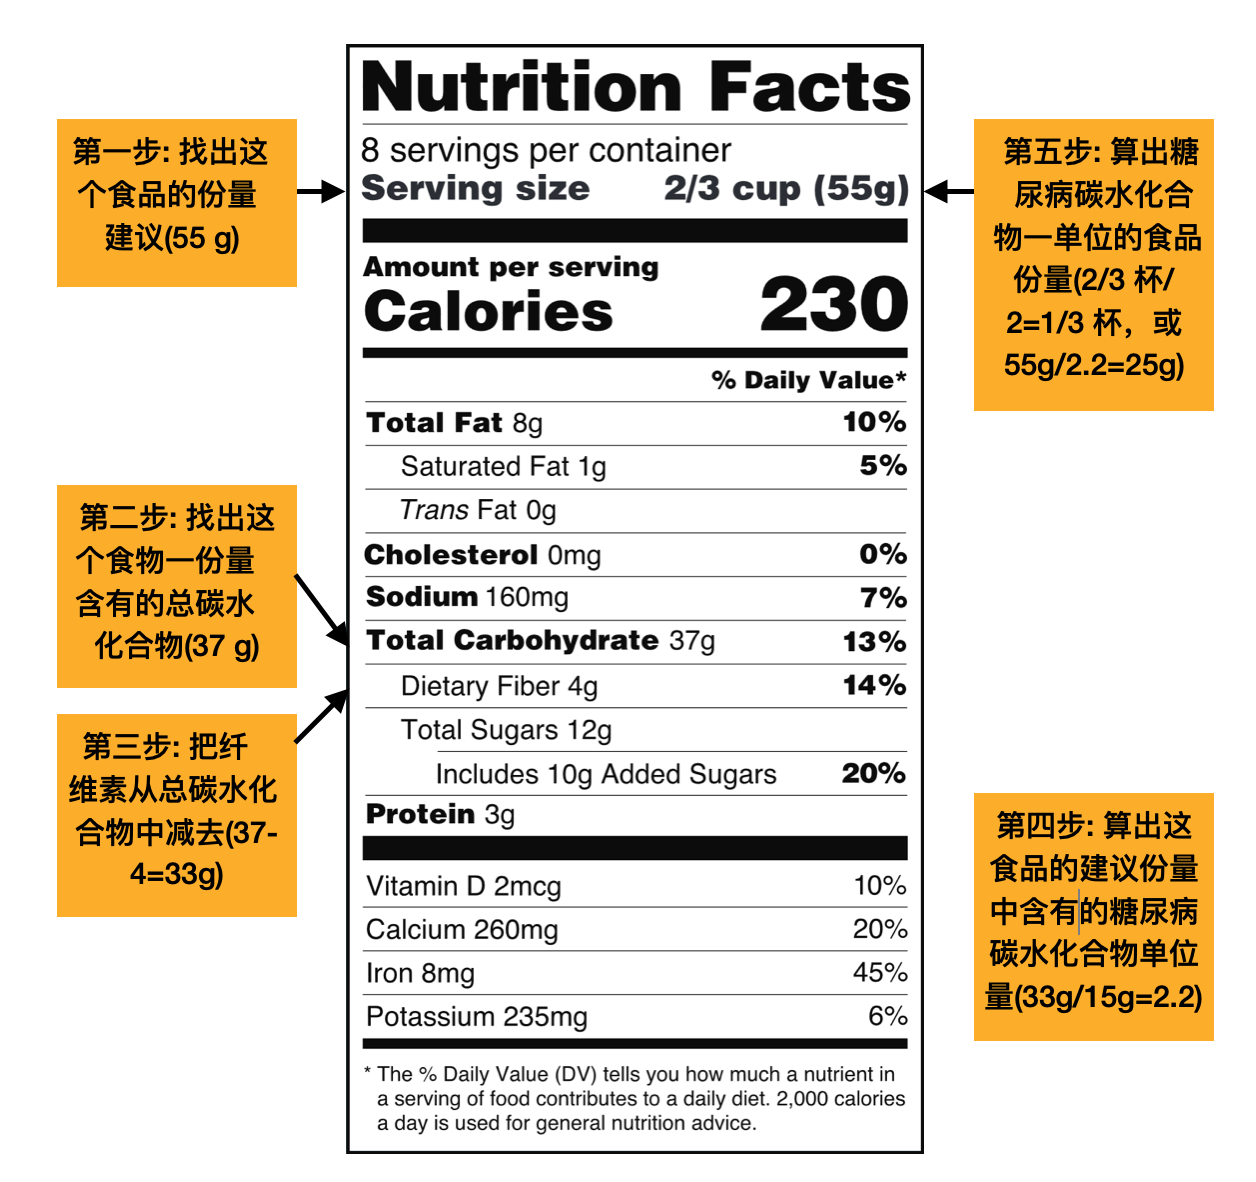 第一步: 找出这
个食品的份量
建议(55 g)
第二步: 找出这
个食物一份量
含有的总碳水
化合物(37 g)
第三步: 把纤
维素从总碳水化
合物中减去(37-
4=33g)
Nutrition Facts
8 servings per container
Serving size 2/3 cup (55g)
Amount per serving
Calories 230
% Daily Value*
Total Fat 8g 10%
Saturated Fat 1g 5%
Trans Fat 0g
Cholesterol 0mg 0%
Sodium 160mg 7%
Total Carbohydrate 37g 13%
Dietary Fiber 4g 14%
Total Sugars 12g
Includes 10g Added Sugars 20%
Protein 3g
Vitamin D 2mcg 10%
Calcium 260mg 20%
Iron 8mg 45%
Potassium 235mg 6%
* The % Daily Value (DV) tells you how much a nutrient in
a serving of food contributes to a daily diet. 2,000 calories
a day is used for general nutrition advice.
第五步: 算出糖
尿病碳水化合
物一单位的食品
份量(2/3 杯/
2=1/3 杯，或
55g/2.2=25g)
第四步: 算出这
食品的建议份量
中含有的糖尿病
碳水化合物单位
量(33g/15g=2.2)